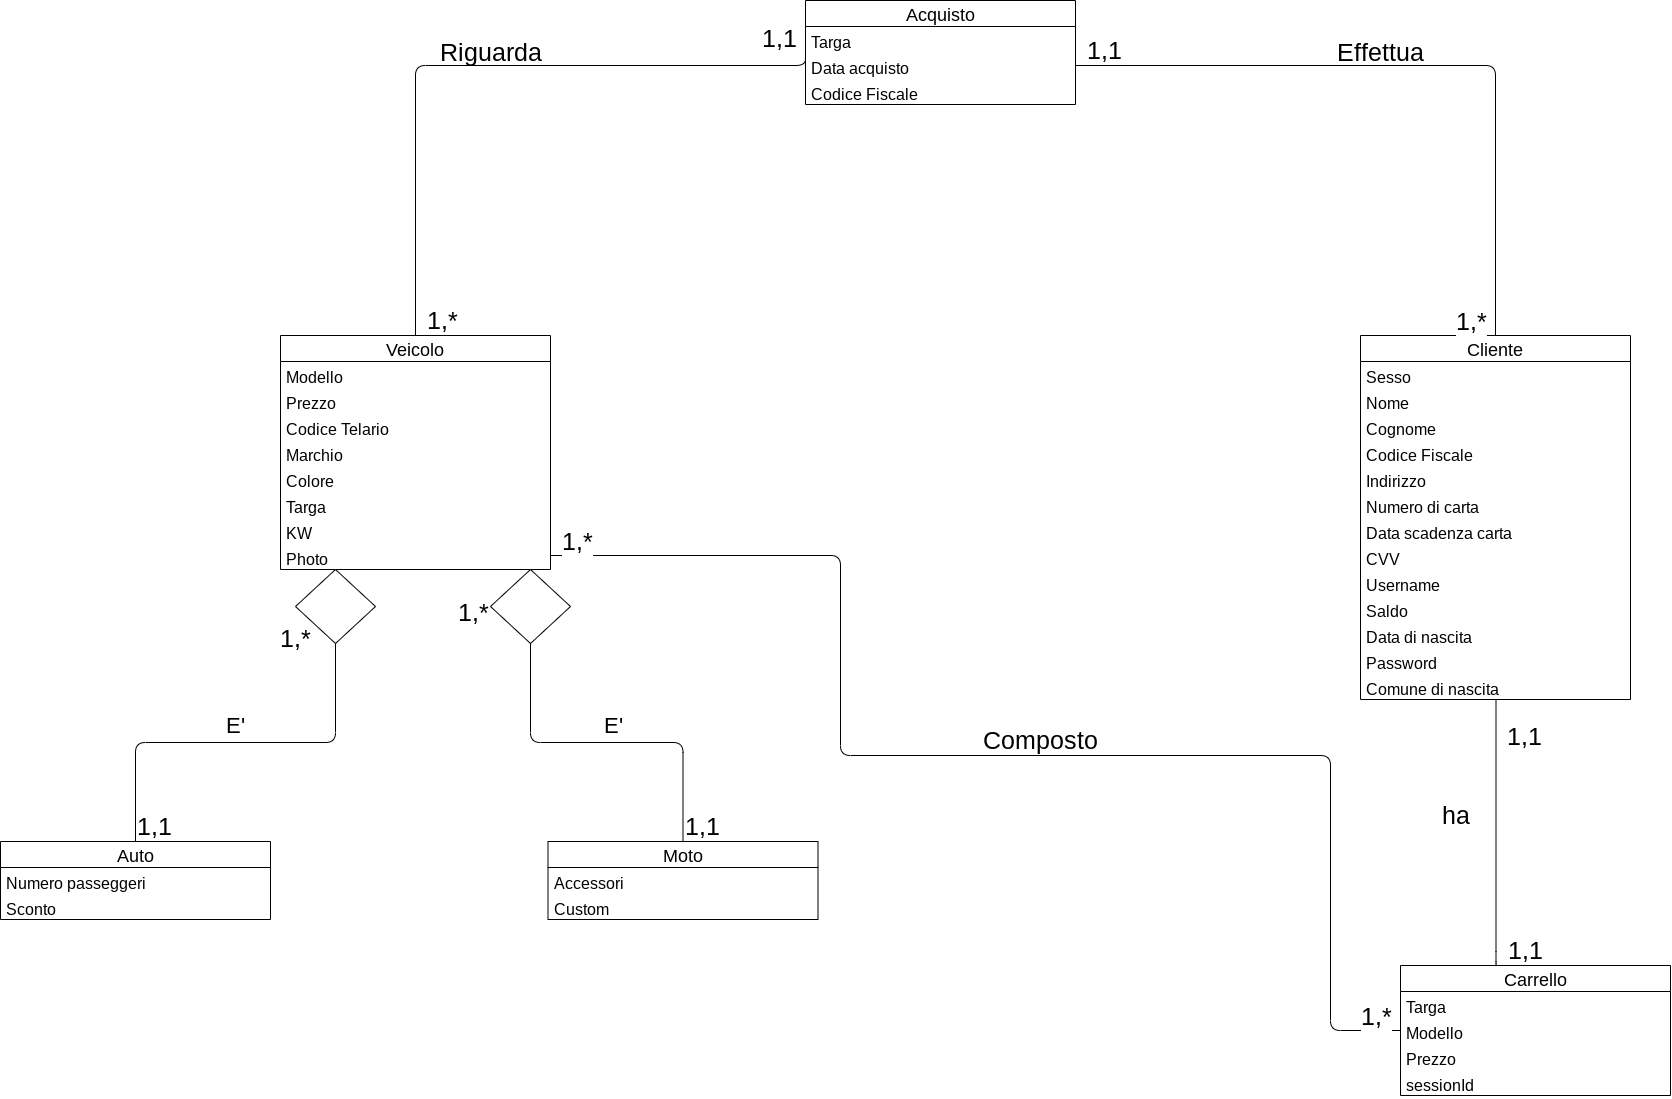 Acquisto
Targa
Data acquisto
Codice Fiscale
Riguarda
1,1
1,1
Effettua
1,*
1,*
Veicolo
Modello
Prezzo
Codice Telario
Marchio
Colore
Targa
KW
Photo
Cliente
Sesso
Nome
Cognome
Codice Fiscale
Indirizzo
Numero di carta
Data scadenza carta
CVV
Username
Saldo
Data di nascita
Password
Comune di nascita
1,*
1,*
1,*
E'
E'
Composto
1,1
ha
1,1
1,1
Auto
Numero passeggeri
Sconto
Moto
Accessori
Custom
1,1
1,*
Carrello
Targa
Modello
Prezzo
sessionId